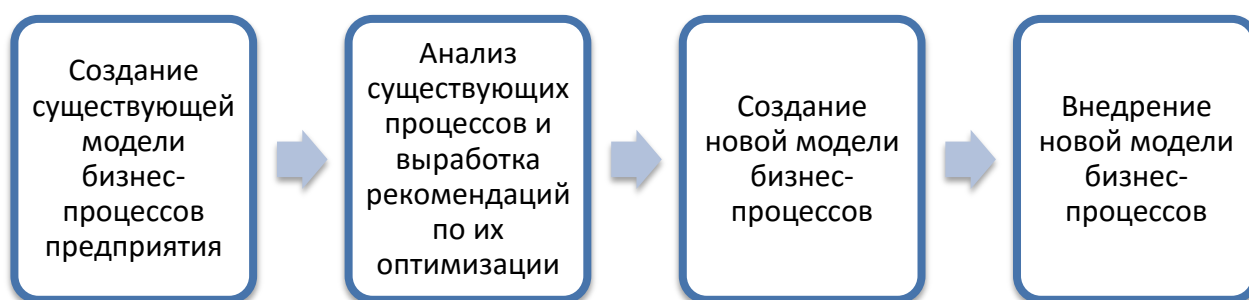 Создание
существующей
модели
бизнес-
процессов
предприятия
Анализ
существующих
процессов и
выработка
рекомендаций
по их
оптимизации
Создание
новой модели
бизнес-
процессов
Внедрение
новой модели
бизнес-
процессов